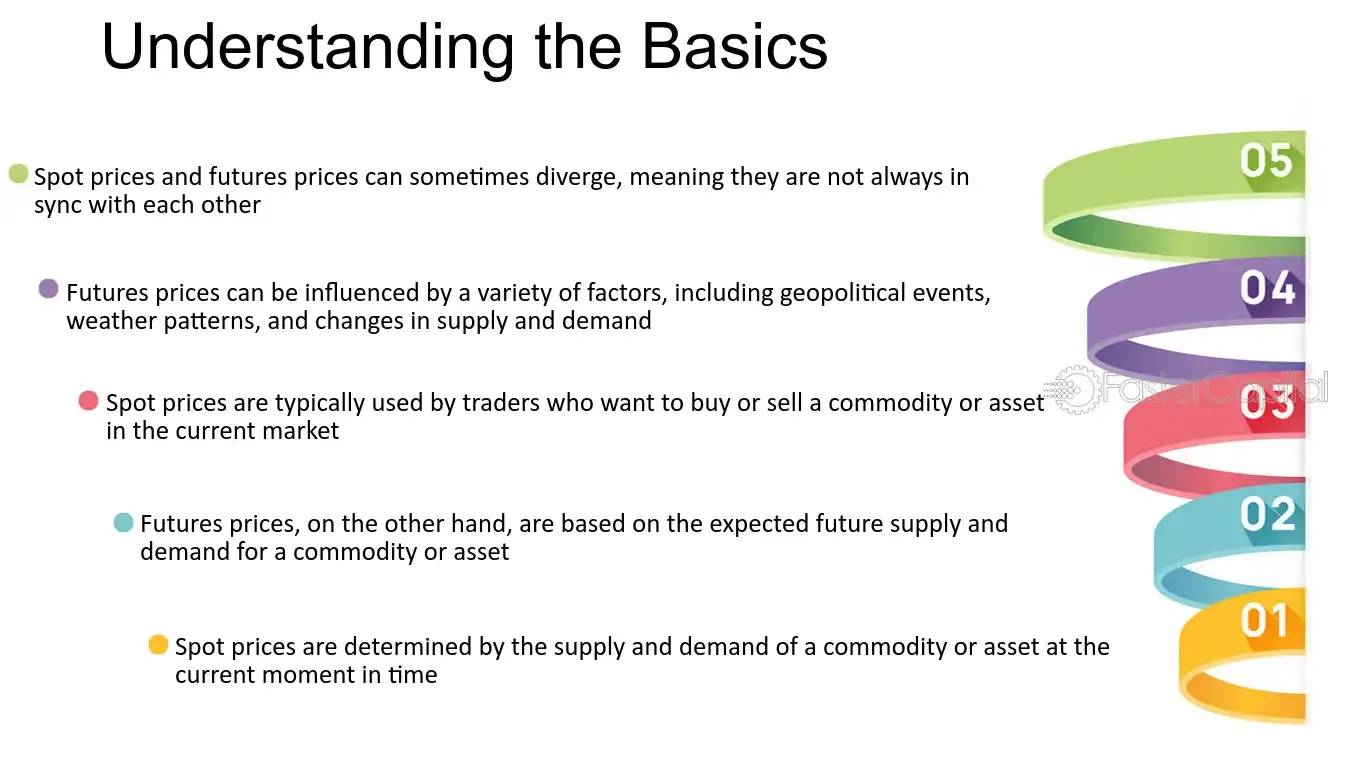 Understanding the Basics
Spot prices and futures prices can sometimes diverge, meaning they are not always in
sync with each other
05
Futures prices can be influenced by a variety of factors, including geopolitical events,
weather patterns, and changes in supply and demand
04
Spot prices are typically used by traders who want to buy or sell a commodity or asset
in the current market
FasterCapital
03
Futures prices, on the other hand, are based on the expected future supply and
demand for a commodity or asset
02
Spot prices are determined by the supply and demand of a commodity or asset at the
current moment in time
01